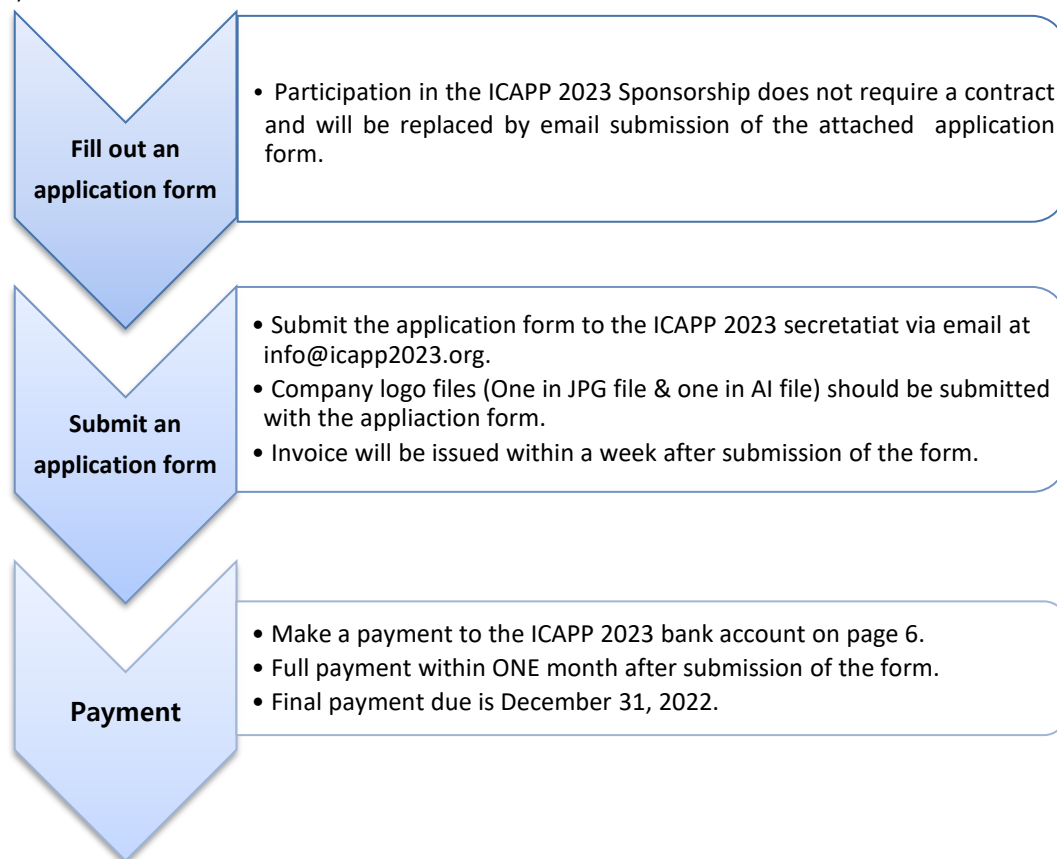 Fill out an
application form
• Participation in the ICAPP 2023 Sponsorship does not require a contract
and will be replaced by email submission of the attached application
form.
Submit an
application form
• Submit the application form to the ICAPP 2023 secretatiat via email at
info@icapp2023.org.
• Company logo files (One in JPG file & one in AI file) should be submitted
with the appliaction form.
• Invoice will be issued within a week after submission of the form.
Payment
• Make a payment to the ICAPP 2023 bank account on page 6.
• Full payment within ONE month after submission of the form.
• Final payment due is December 31, 2022.